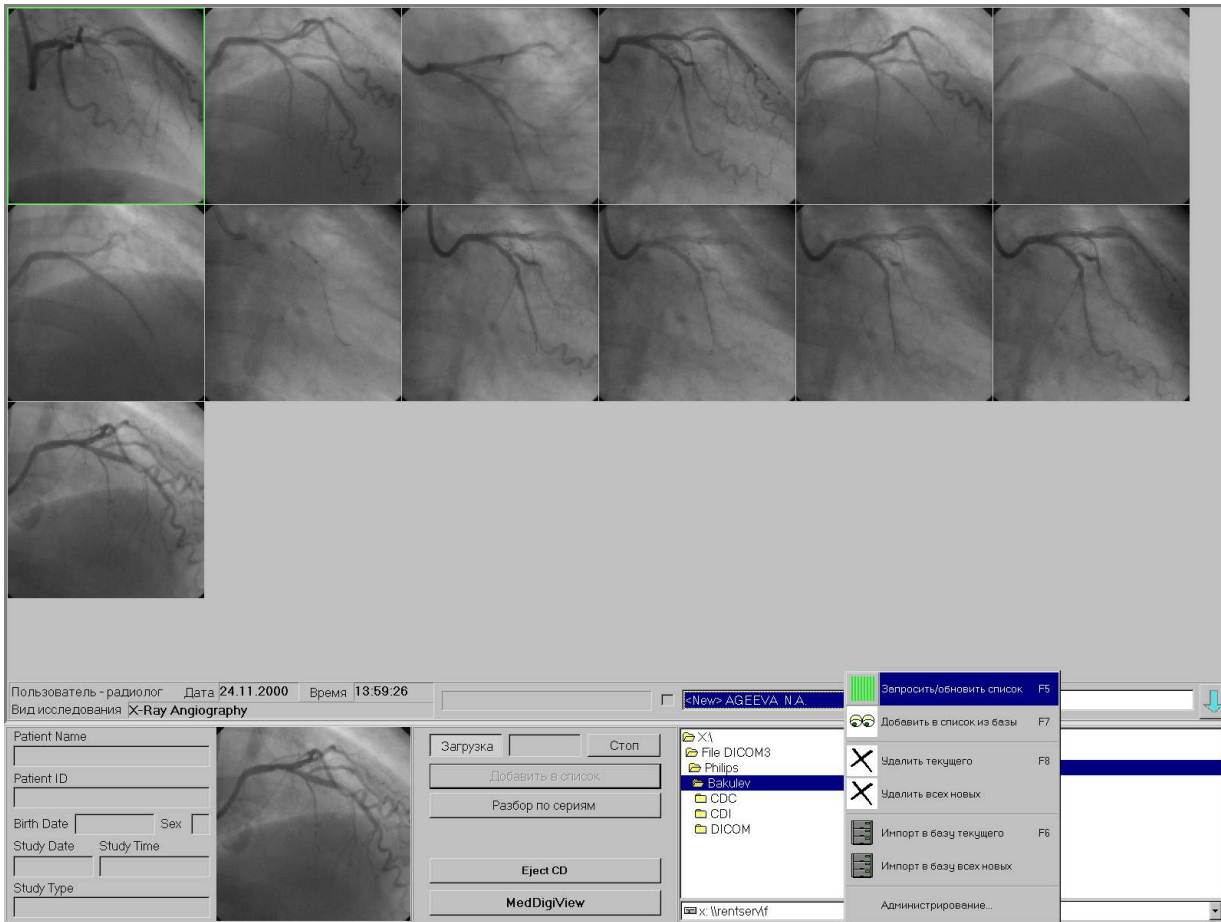 Пользователь - радиолог Дата 24.11.2000 Время 13:59:26
Вид исследования X-Ray Angiography
<New> AGEEVA N.A.
Запросить/обновить список F5
Добавить в список из базы F7
Удалить текущего F8
Удалить всех новых
Импорт в базу текущего F6
Импорт в базу всех новых
Администрирование...
Patient Name
Patient ID
Birth Date Sex
Study Date Study Time
Study Type
Загрузка Стоп
Добавить в список
Разбор по сериям
Eject CD
MedDigiView
X:\
File DICOM3
Philips
Bakulev
CDC
CDI
DICOM
x: \\rentserv\f